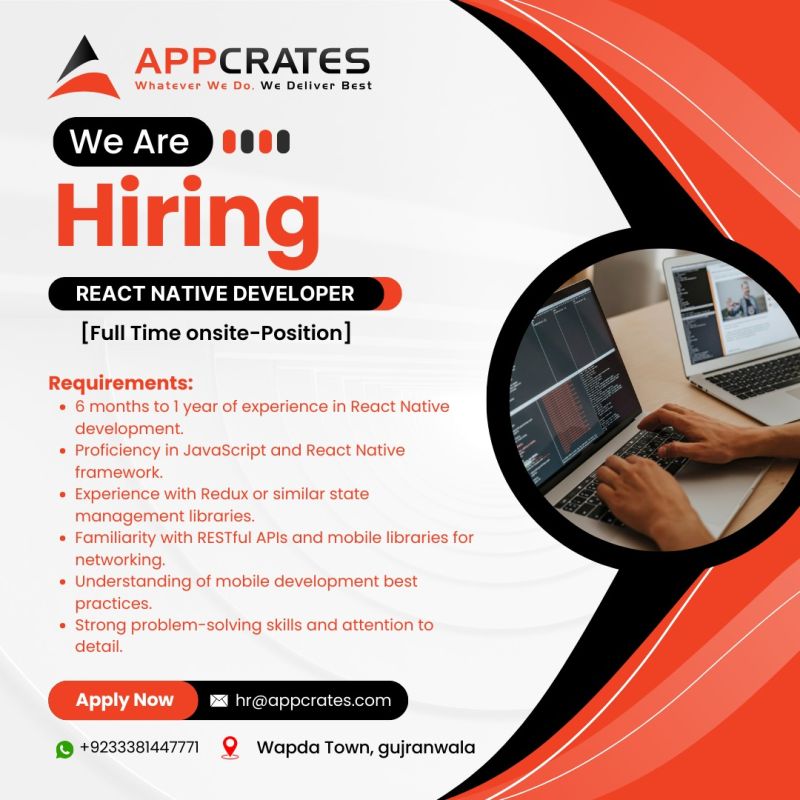 APPCRATES
Whatever We Do, We Deliver Best
We Are
Hiring
REACT NATIVE DEVELOPER
[Full Time onsite-Position]
Requirements:
• 6 months to 1 year of experience in React Native
development.
• Proficiency in JavaScript and React Native
framework.
• Experience with Redux or similar state
management libraries.
• Familiarity with RESTful APIs and mobile libraries for
networking.
• Understanding of mobile development best
practices.
• Strong problem-solving skills and attention to
detail.
Apply Now hr@appcrates.com
+9233381447771 Wapda Town, gujranwala